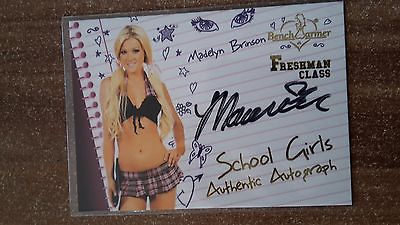 Bench Warmer
Madelyn Brinson
FRESHMAN
CLASS
School Girls
Authentic Autograph